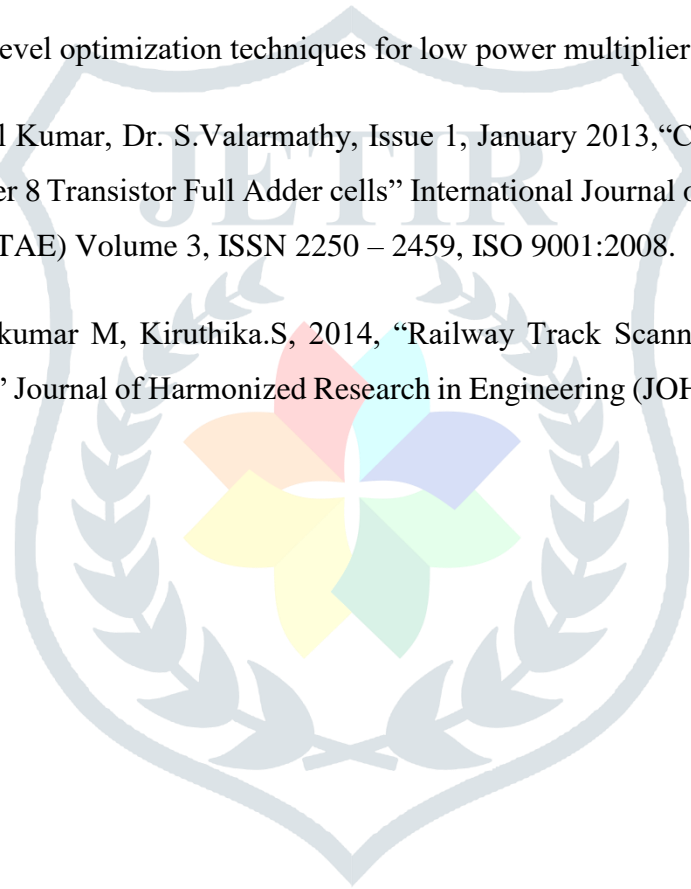 evel optimization techniques for low power multiplier
l Kumar, Dr. S.Valarmathy, Issue 1, January 2013,“C
er 8 Transistor Full Adder cells” International Journal o
TAE) Volume 3, ISSN 2250 – 2459, ISO 9001:2008.
JETIR
kumar M, Kiruthika.S, 2014, “Railway Track Scann
” Journal of Harmonized Research in Engineering (JOH